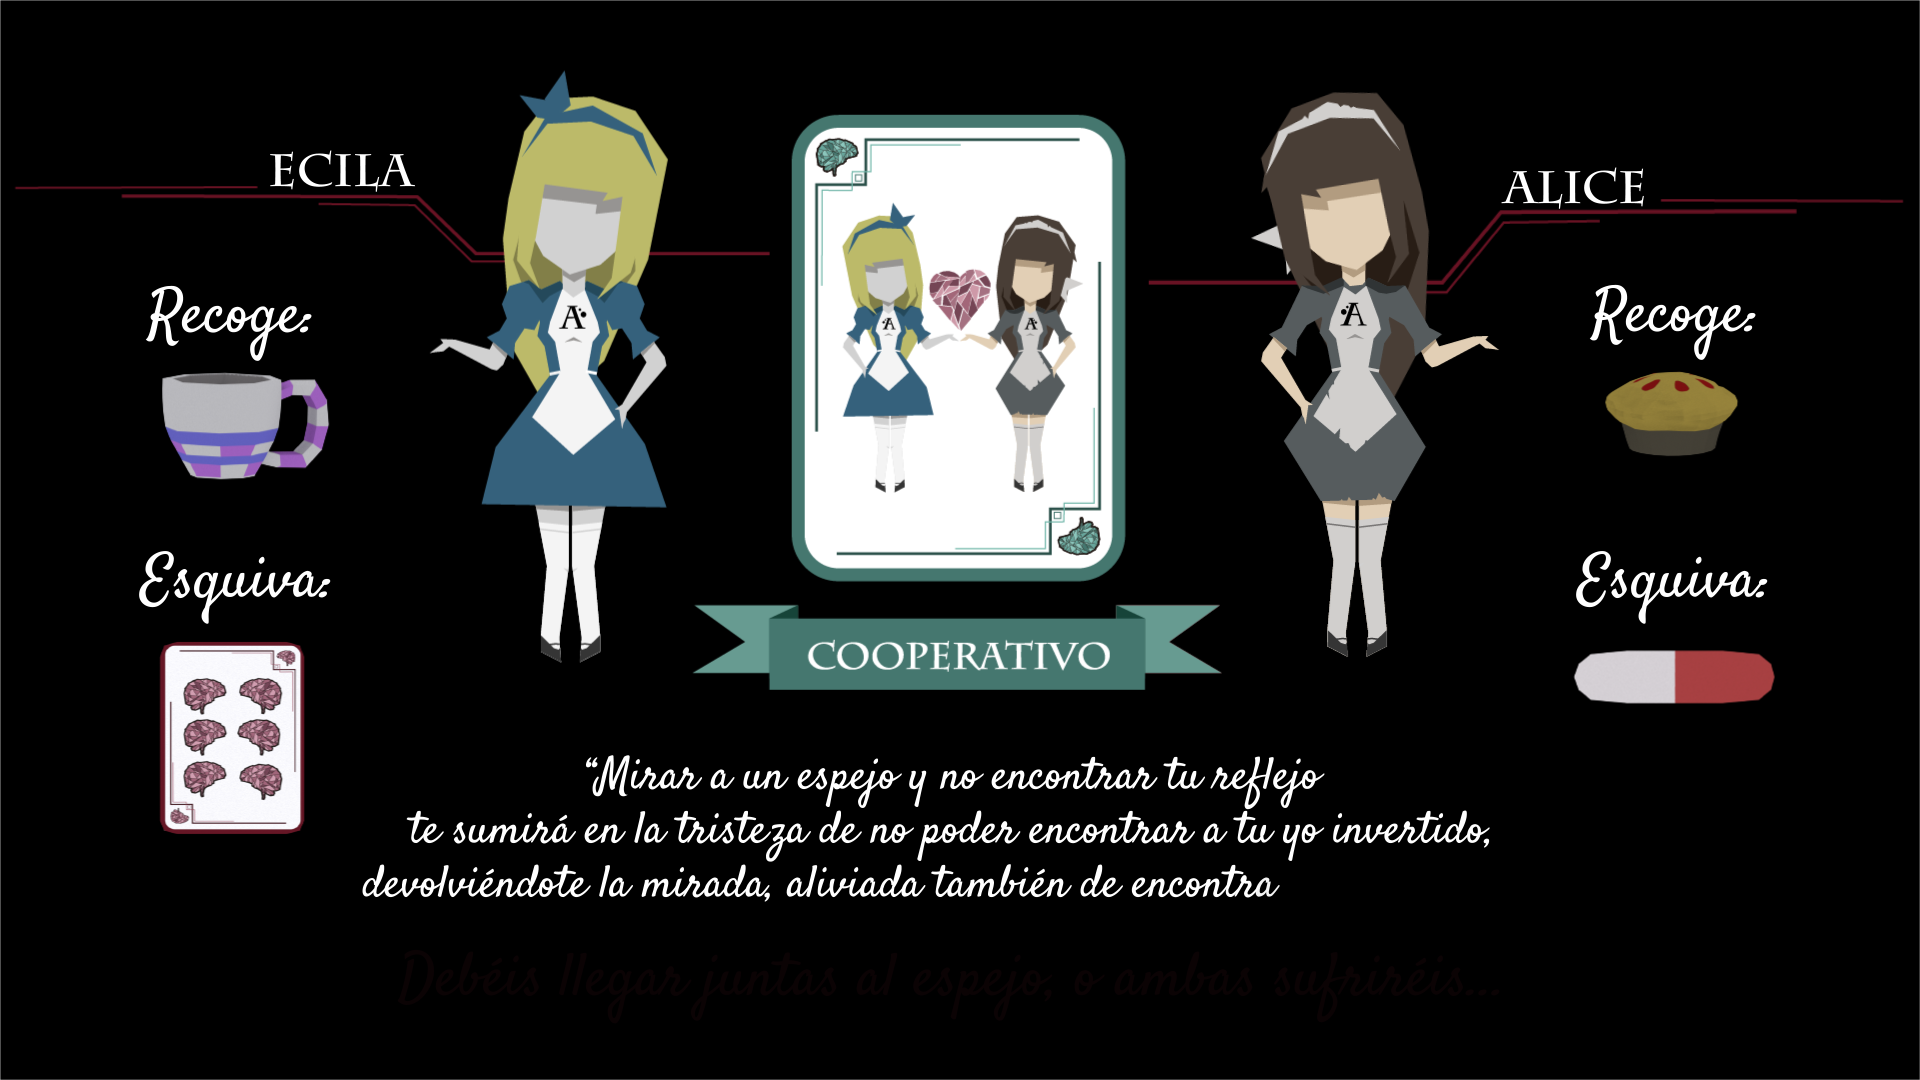 ECILA
ALICE
Recoge:
Recoge:
A
A
A
A
Esquiva:
Esquiva:
COOPERATIVO
“Mirar a un espejo y no encontrar tu reflejo
te sumirá en la tristeza de no poder encontrar a tu yo invertido,
devolviéndote la mirada, aliviada también de encontra
Debéis llegar juntas al espejo, o ambas sufriréis...